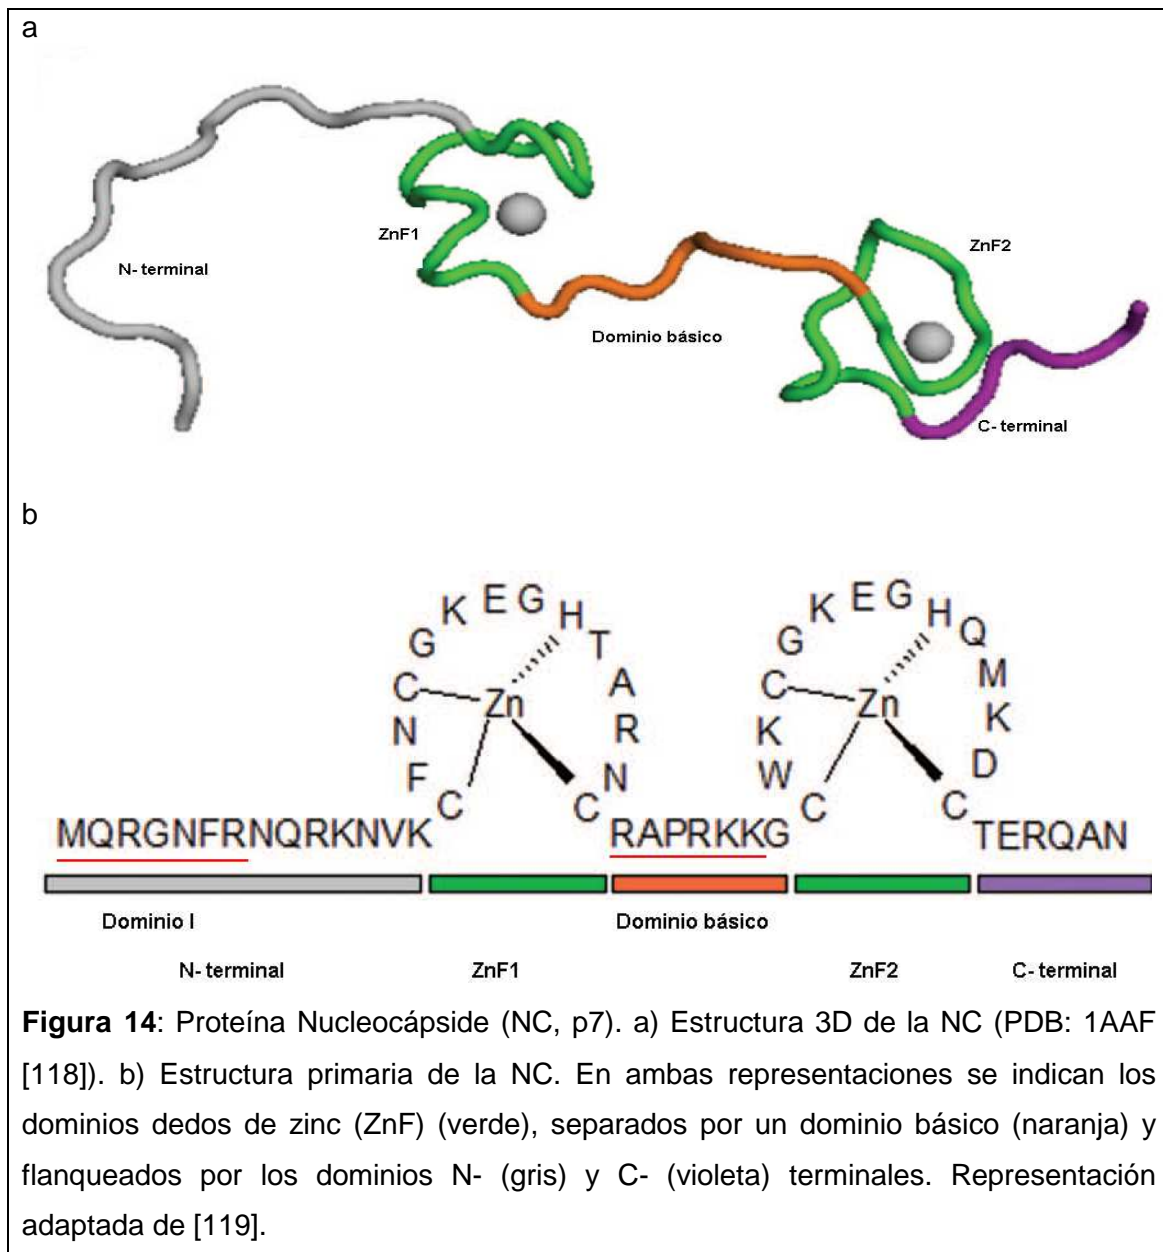 a
ZnF1
ZnF2
N- terminal
Dominio básico
C- terminal
b
G K E G H T A R N
C N F C
Zn
C
G K E G H Q M K D
C K W C
Zn
C
MQRGNFRNQRKNVK
RAPRKKG
TERQAN
Dominio I
Dominio básico
N- terminal
ZnF1
ZnF2
C- terminal
Figura 14: Proteína Nucleocápside (NC, p7). a) Estructura 3D de la NC (PDB: 1AAF
[118]). b) Estructura primaria de la NC. En ambas representaciones se indican los
dominios dedos de zinc (ZnF) (verde), separados por un dominio básico (naranja) y
flanqueados por los dominios N- (gris) y C- (violeta) terminales. Representación
adaptada de [119].